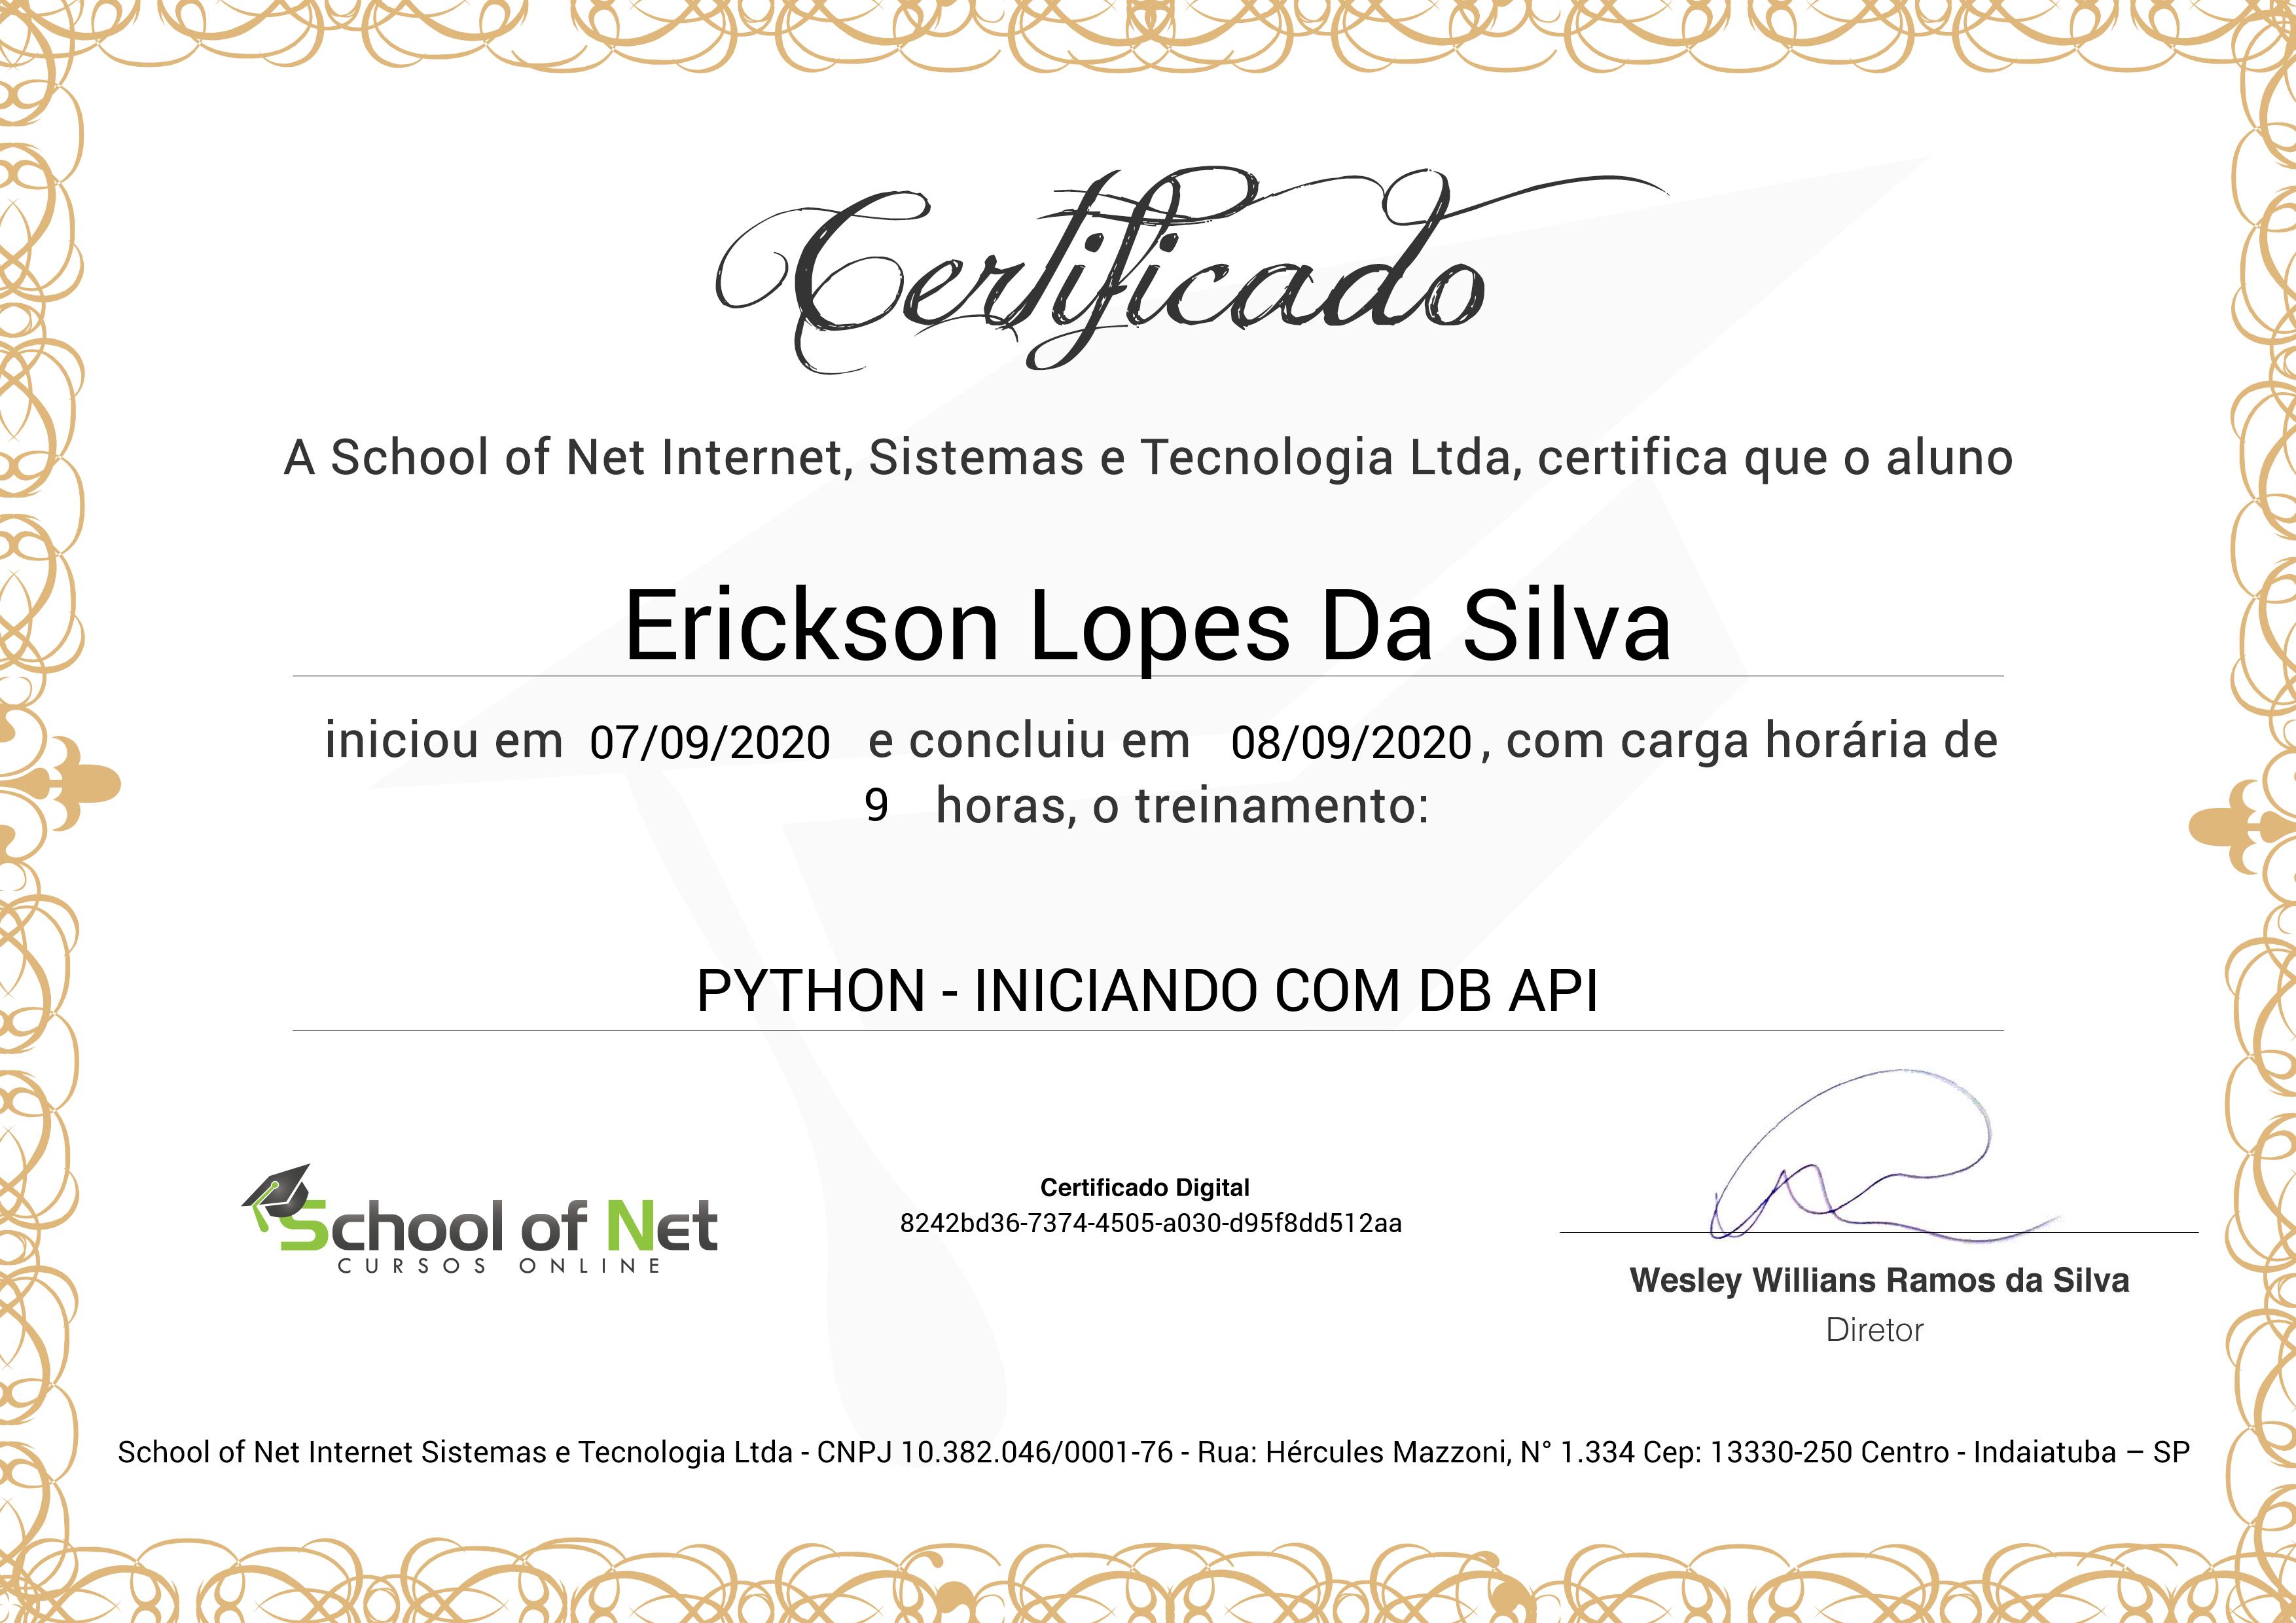 Certificado
A School of Net Internet, Sistemas e Tecnologia Ltda, certifica que o aluno
Erickson Lopes Da Silva
iniciou em 07/09/2020 e concluiu em 08/09/2020, com carga horária de
9 horas, o treinamento:
PYTHON - INICIANDO COM DB API
School of Net
CURSOS ONLINE
Certificado Digital
8242bd36-7374-4505-a030-d95f8dd512aa
Wesley Willians Ramos da Silva
Diretor
School of Net Internet Sistemas e Tecnologia Ltda - CNPJ 10.382.046/0001-76 - Rua: Hércules Mazzoni, N° 1.334 Cep: 13330-250 Centro - Indaiatuba – SP